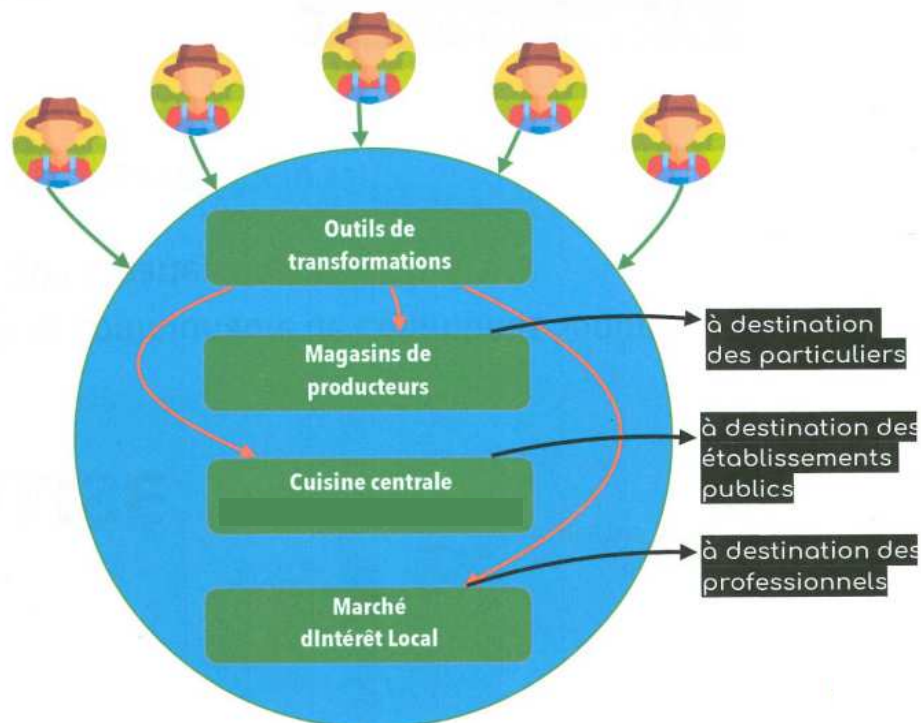 Outils de
transformations
Magasins de
producteurs
à destination
des particuliers
Cuisine centrale
à destination des
établissements
publics
Marché
dIntérêt Local
à destination des
professionnels